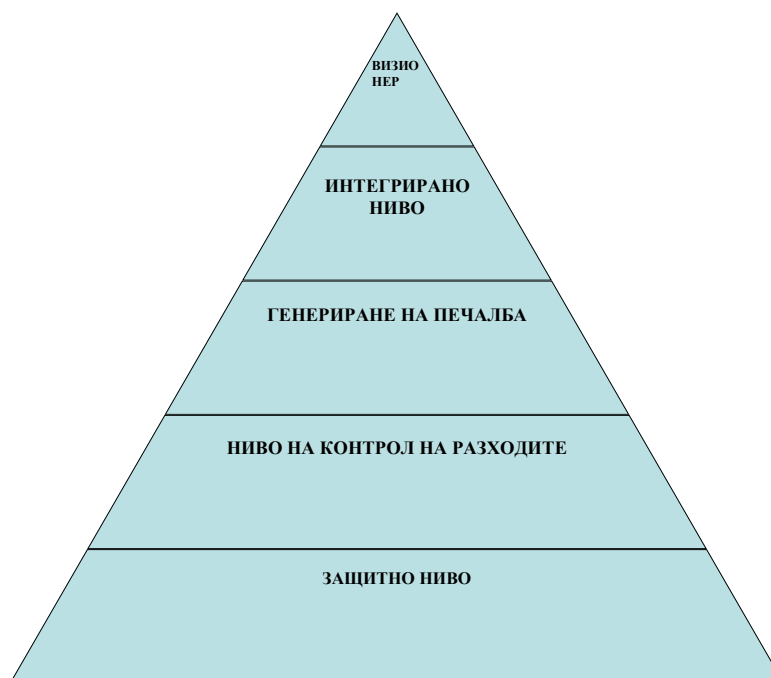 ВИЗИО
НЕР
ИНТЕГРИРАНО
НИВО
ГЕНЕРИРАНЕ НА ПЕЧАЛБА
НИВО НА КОНТРОЛ НА РАЗХОДИТЕ
ЗАЩИТНО НИВО